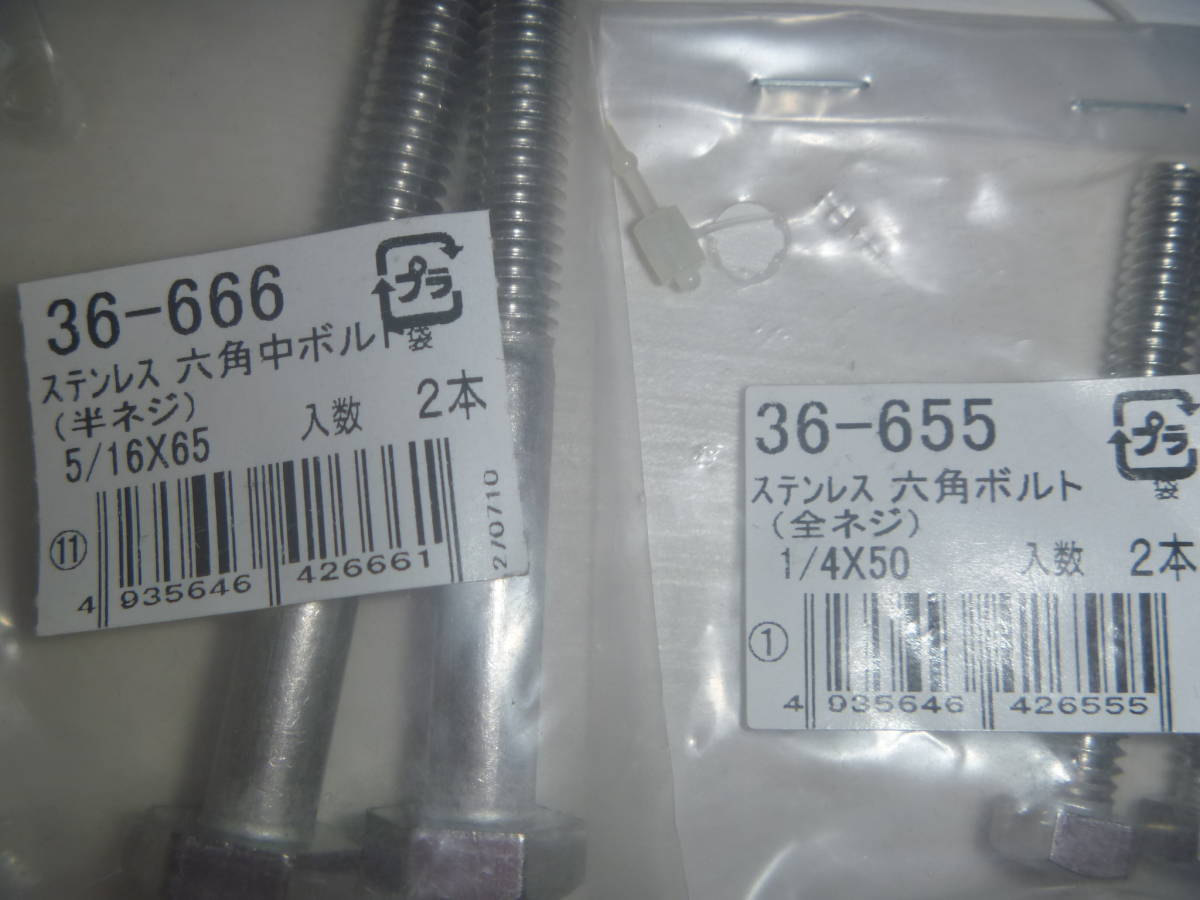 36-666
プラ
袋
ステンレス 六角中ボルト
(半ネジ)
入数 2本
5/16X65
⑪
4 935646 426661
270710
36-655
プラ
袋
ステンレス 六角ボルト
(全ネジ)
1/4X50 入数 2本
①
4 935646 426555